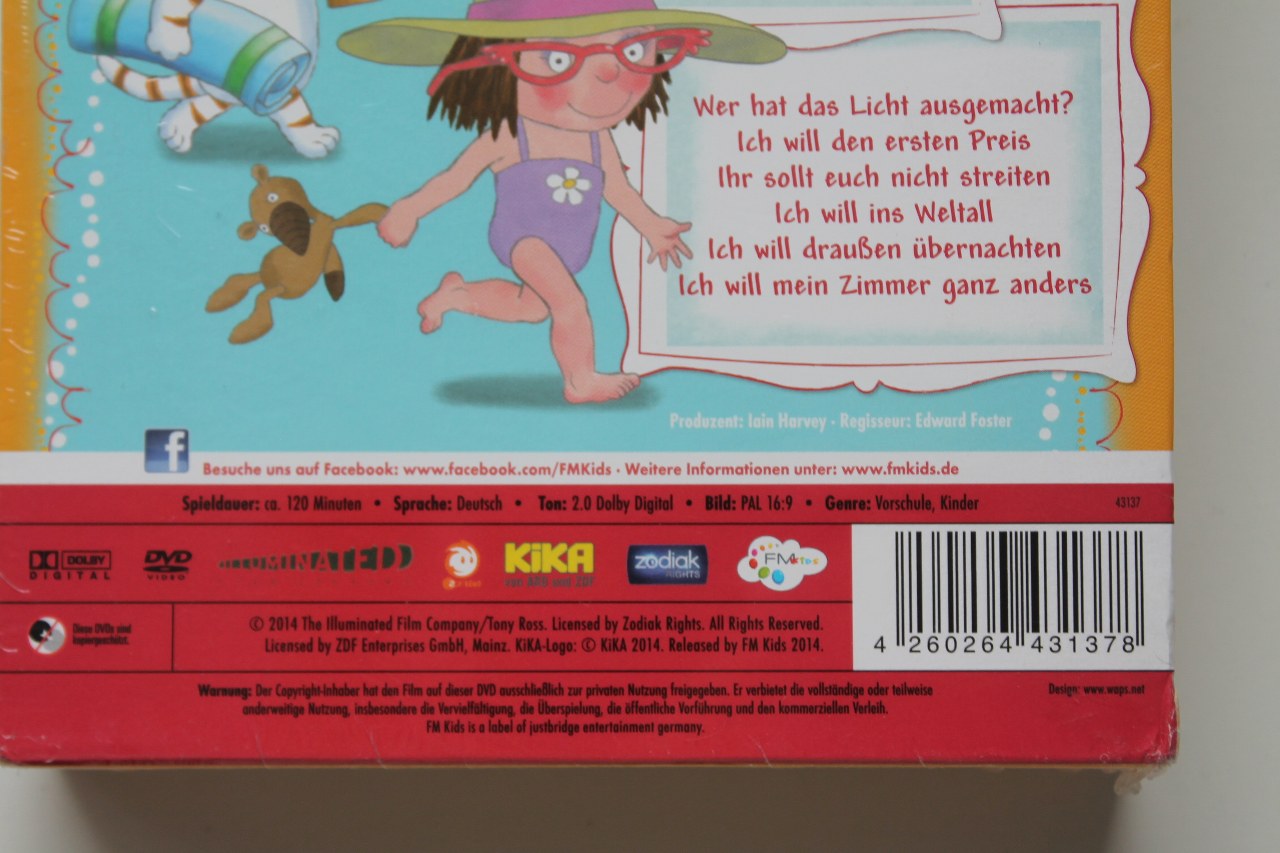 Wer hat das Licht ausgemacht?
Ich will den ersten Preis
Ihr sollt euch nicht streiten
Ich will ins Weltall
Ich will draußen übernachten
Ich will mein Zimmer ganz anders
Produzent: Iain Harvey · Regisseur: Edward Foster
f
Besuche uns auf Facebook: www.facebook.com/FMKids · Weitere Informationen unter: www.fmkids.de
Spieldauer: ca. 120 Minuten • Sprache: Deutsch • Ton: 2.0 Dolby Digital • Bild: PAL 16:9 • Genre: Vorschule, Kinder
43137
DOLBY DIGITAL
DVD VIDEO
ILLUMINATED
KiKA
von ARD und ZDF
zodiak RIGHTS
FM Kids
Diese DVDs sind
kopiergeschützt.
© 2014 The Illuminated Film Company/Tony Ross. Licensed by Zodiak Rights. All Rights Reserved.
Licensed by ZDF Enterprises GmbH, Mainz. KiKA-Logo: © KiKA 2014. Released by FM Kids 2014.
4 260264 431378
Warnung: Der Copyright-Inhaber hat den Film auf dieser DVD ausschließlich zur privaten Nutzung freigegeben. Er verbietet die vollständige oder teilweise
anderweitige Nutzung, insbesondere die Vervielfältigung, die Überspielung, die öffentliche Vorführung und den kommerziellen Verleih.
FM Kids is a label of justbridge entertainment germany.
Design: www.waps.net